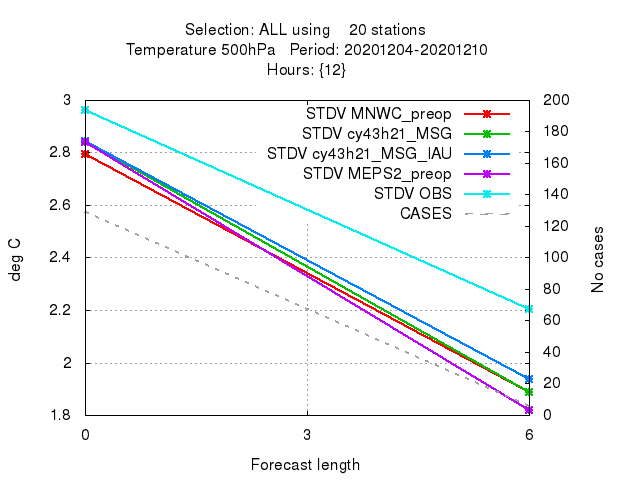 Selection: ALL using 20 stations
Temperature 500hPa Period: 20201204-20201210
Hours: {12}
3 200
STDV MNWC_preop
180
STDV cy43h21_MSG
2.8 160
STDV cy43h21_MSG_IAU
STDV MEPS2_preop
140
STDV OBS
2.6 CASES
120
2.4 100
deg C
No cases
80
2.2
60
40
2
20
1.8 0
0 3 6
Forecast length